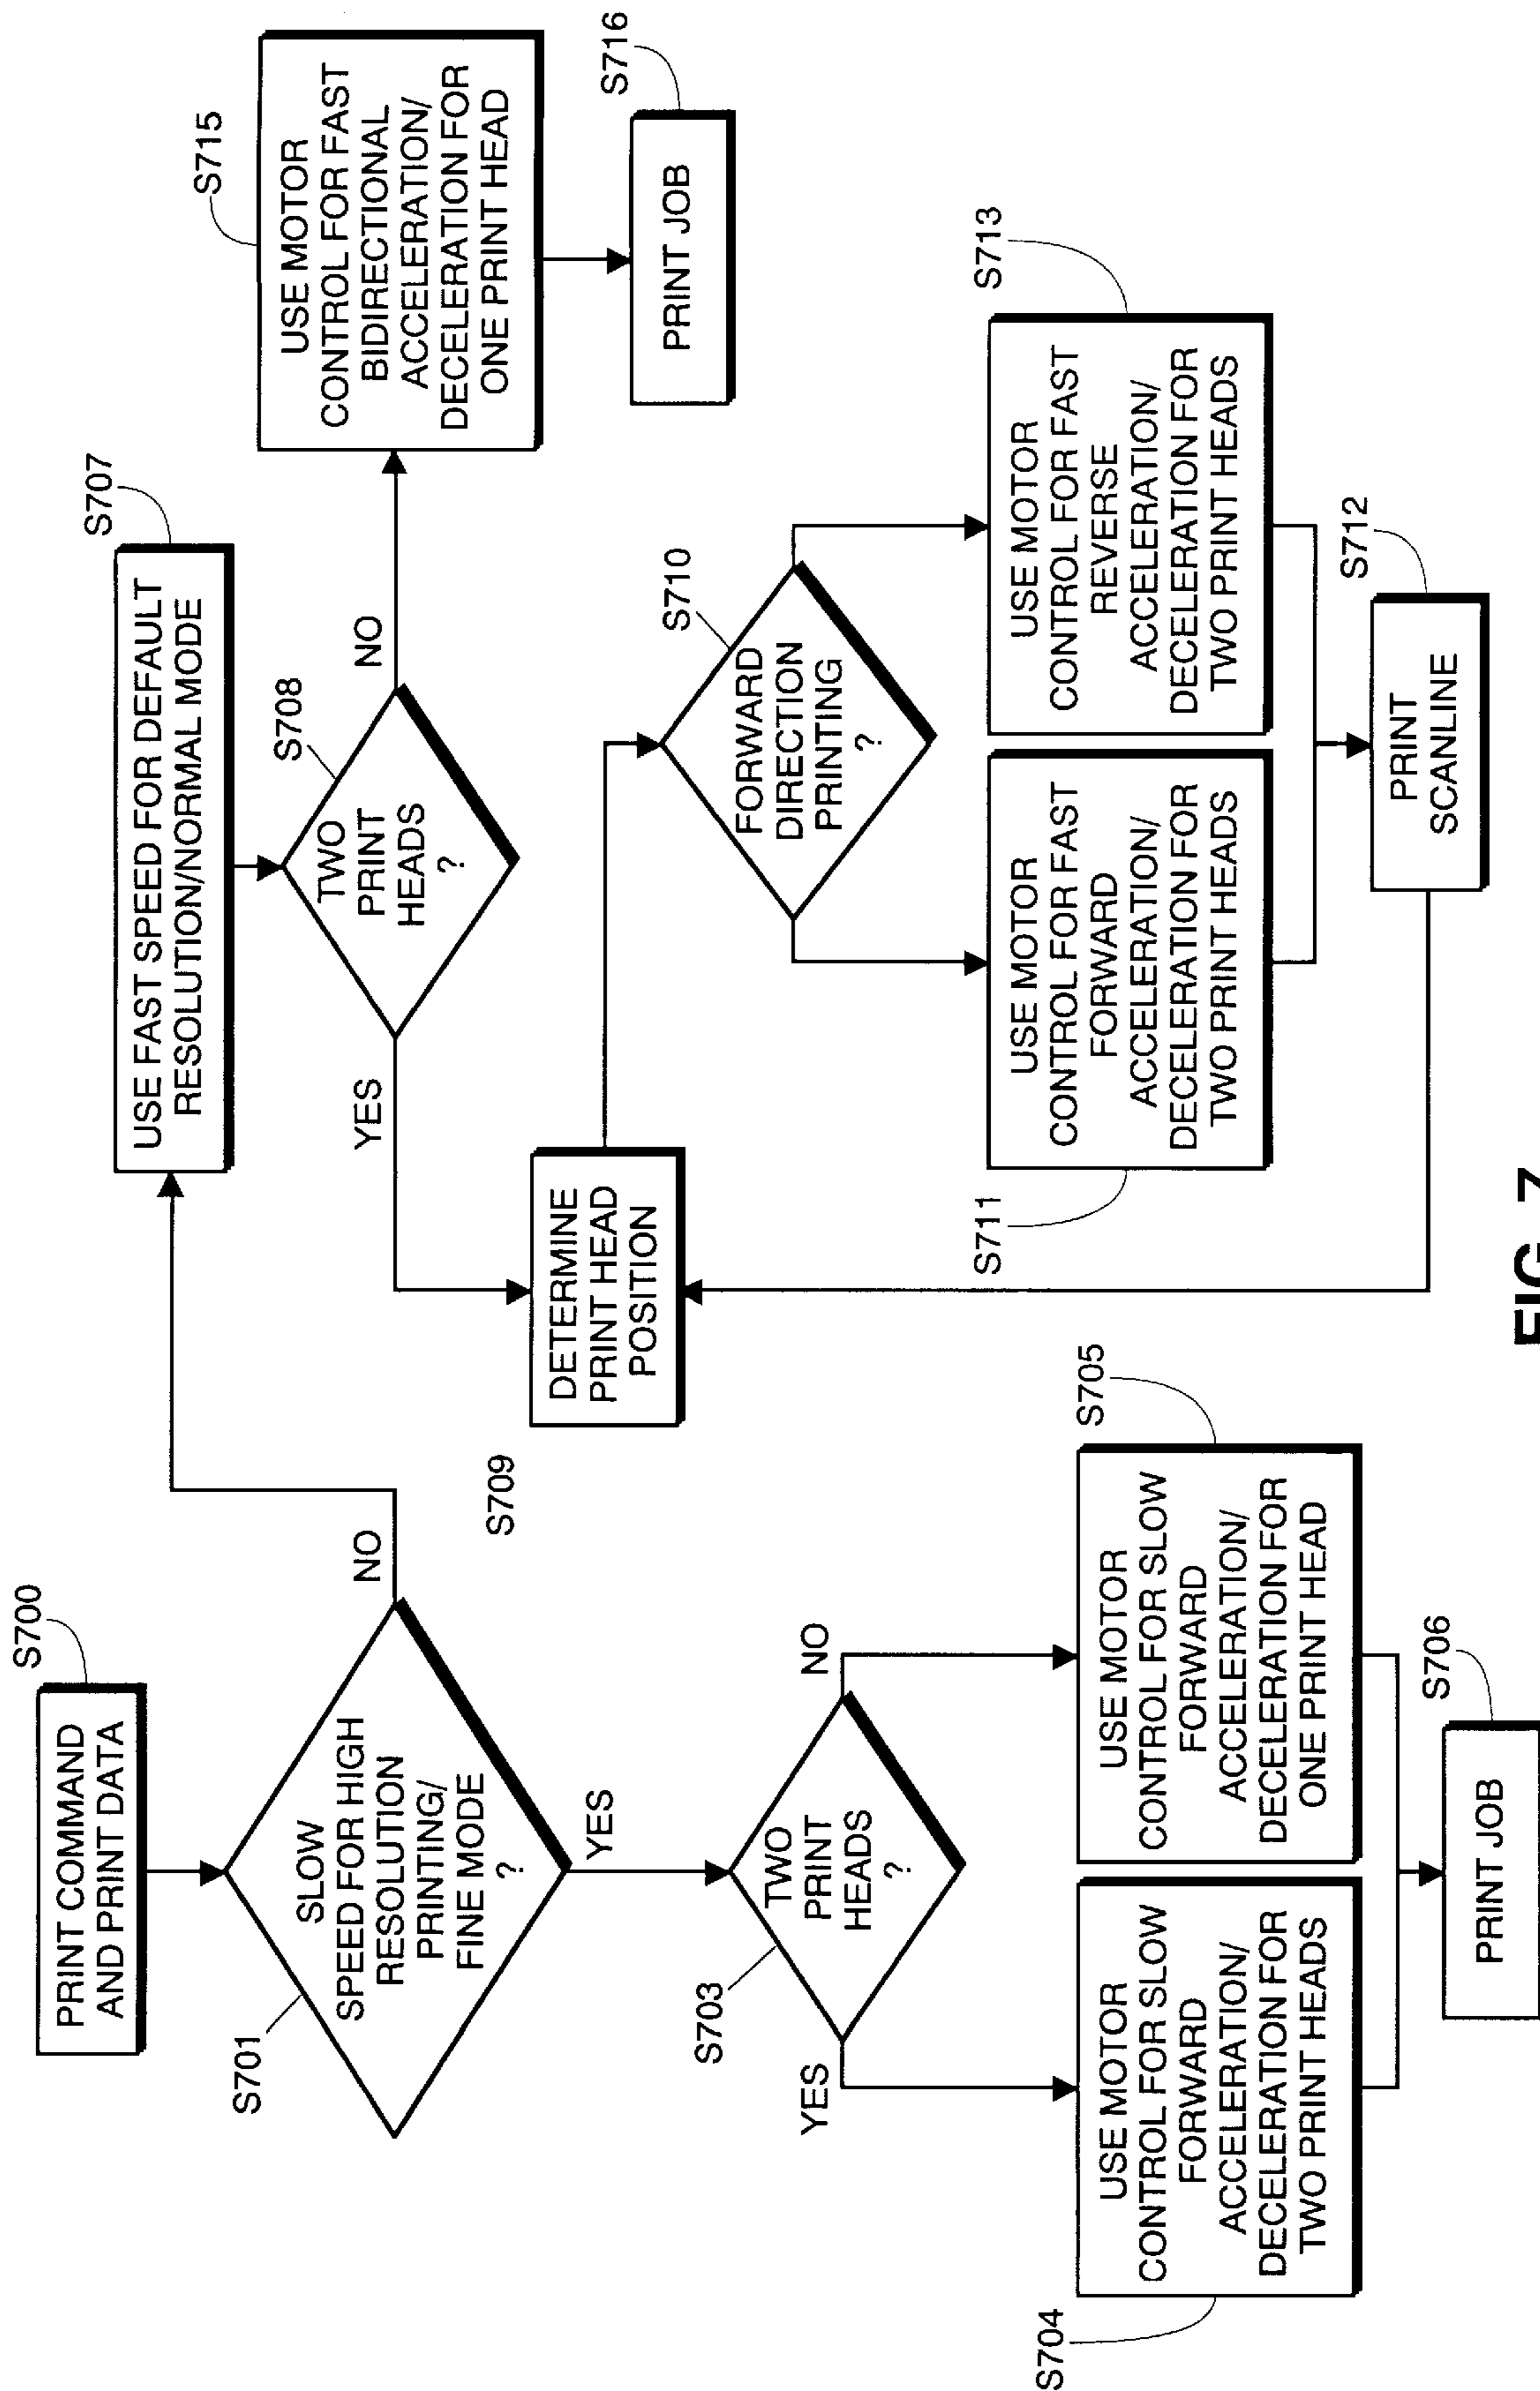 S700
PRINT COMMAND
AND PRINT DATA
S701
SLOW
SPEED FOR HIGH
RESOLUTION
PRINTING/
FINE MODE
?
NO
YES
S703
TWO
PRINT
HEADS
?
YES
NO
S704
USE MOTOR
CONTROL FOR SLOW
FORWARD
ACCELERATION/
DECELERATION FOR
TWO PRINT HEADS
S705
USE MOTOR
CONTROL FOR SLOW
FORWARD
ACCELERATION/
DECELERATION FOR
ONE PRINT HEAD
S706
PRINT JOB
S707
USE FAST SPEED FOR DEFAULT
RESOLUTION/NORMAL MODE
S708
TWO
PRINT
HEADS
?
YES
NO
S709
DETERMINE
PRINT HEAD
POSITION
S710
FORWARD
DIRECTION
PRINTING
?
S711
USE MOTOR
CONTROL FOR FAST
FORWARD
ACCELERATION/
DECELERATION FOR
TWO PRINT HEADS
S713
USE MOTOR
CONTROL FOR FAST
REVERSE
ACCELERATION/
DECELERATION FOR
TWO PRINT HEADS
S712
PRINT
SCANLINE
S715
USE MOTOR
CONTROL FOR FAST
BIDIRECTIONAL
ACCELERATION/
DECELERATION FOR
ONE PRINT HEAD
S716
PRINT JOB
FIG. 7